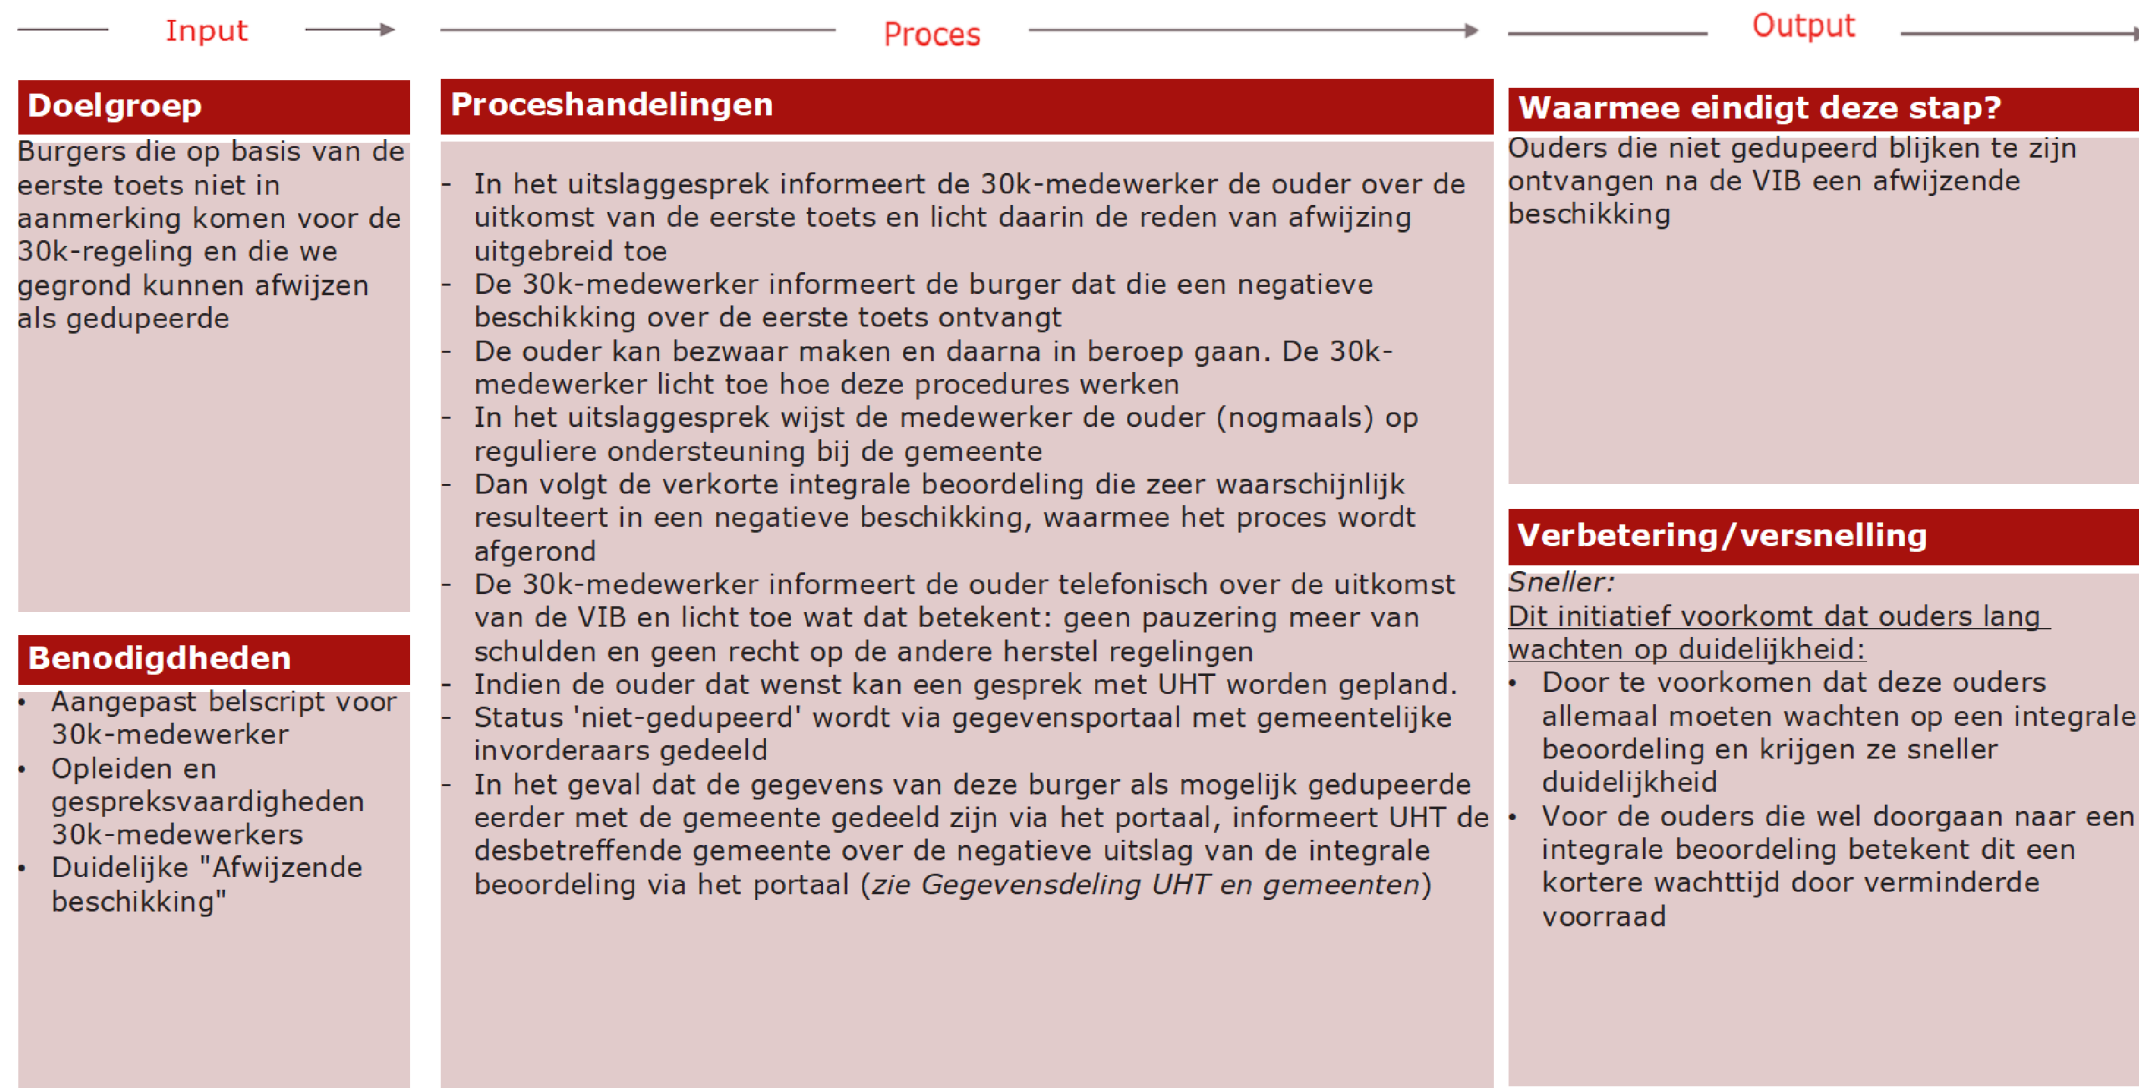 Input
Proces
Output
Doelgroep
Burgers die op basis van de
eerste toets niet in
aanmerking komen voor de
30k-regeling en die we
gegrond kunnen afwijzen
als gedupeerde
Benodigdheden
• Aangepast belscript voor
30k-medewerker
• Opleiden en
gespreksvaardigheden
30k-medewerkers
• Duidelijke "Afwijzende
beschikking"
Proceshandelingen
- In het uitslaggesprek informeert de 30k-medewerker de ouder over de
uitkomst van de eerste toets en licht daarin de reden van afwijzing
uitgebreid toe
- De 30k-medewerker informeert de burger dat die een negatieve
beschikking over de eerste toets ontvangt
- De ouder kan bezwaar maken en daarna in beroep gaan. De 30k-
medewerker licht toe hoe deze procedures werken
- In het uitslaggesprek wijst de medewerker de ouder (nogmaals) op
reguliere ondersteuning bij de gemeente
- Dan volgt de verkorte integrale beoordeling die zeer waarschijnlijk
resulteert in een negatieve beschikking, waarmee het proces wordt
afgerond
- De 30k-medewerker informeert de ouder telefonisch over de uitkomst
van de VIB en licht toe wat dat betekent: geen pauzering meer van
schulden en geen recht op de andere herstel regelingen
- Indien de ouder dat wenst kan een gesprek met UHT worden gepland.
- Status 'niet-gedupeerd' wordt via gegevensportaal met gemeentelijke
invorderaars gedeeld
- In het geval dat de gegevens van deze burger als mogelijk gedupeerde
eerder met de gemeente gedeeld zijn via het portaal, informeert UHT de
desbetreffende gemeente over de negatieve uitslag van de integrale
beoordeling via het portaal (zie Gegevensdeling UHT en gemeenten)
Waarmee eindigt deze stap?
Ouders die niet gedupeerd blijken te zijn
ontvangen na de VIB een afwijzende
beschikking
Verbetering/versnelling
Sneller:
Dit initiatief voorkomt dat ouders lang
wachten op duidelijkheid:
• Door te voorkomen dat deze ouders
allemaal moeten wachten op een integrale
beoordeling en krijgen ze sneller
duidelijkheid
• Voor de ouders die wel doorgaan naar een
integrale beoordeling betekent dit een
kortere wachttijd door verminderde
voorraad